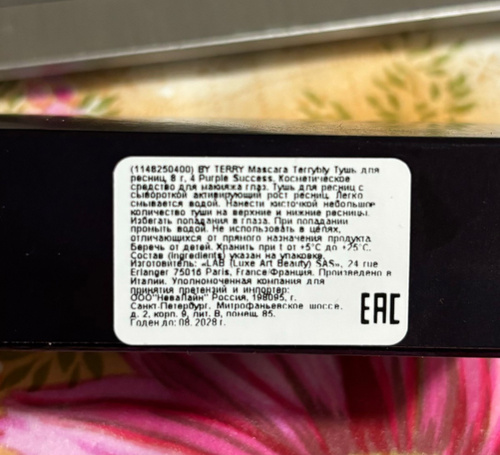 (1148250400) BY TERRY Mascara Terrybly Тушь для
ресниц, 8 г, 4 Purple Success. Косметическое
средство для макияжа глаз. Тушь для ресниц с
сывороткой активирующий рост ресниц. Легко
смывается водой. Нанести кисточкой небольшое
количество туши на верхние и нижние ресницы.
Избегать попадания в глаза. При попадании
промыть водой. Не использовать в целях,
отличающихся от прямого назначения продукта.
Беречь от детей. Хранить при t от +5°C до +25°C.
Состав (Ingredients) указан на упаковке.
Изготовитель: «LAB (Luxe Art Beauty) SAS», 24 rue
Erlanger 75016 Paris, France/Франция. Произведено в
Италии. Уполномоченная компания для
принятия претензий и импортер:
ООО"НеваЛайн" Россия, 198095, г.
Санкт-Петербург, Митрофаньевское шоссе,
д. 2, корп. 9, лит. В, помещ. 85.
Годен до: 08. 2028 г.
EAC